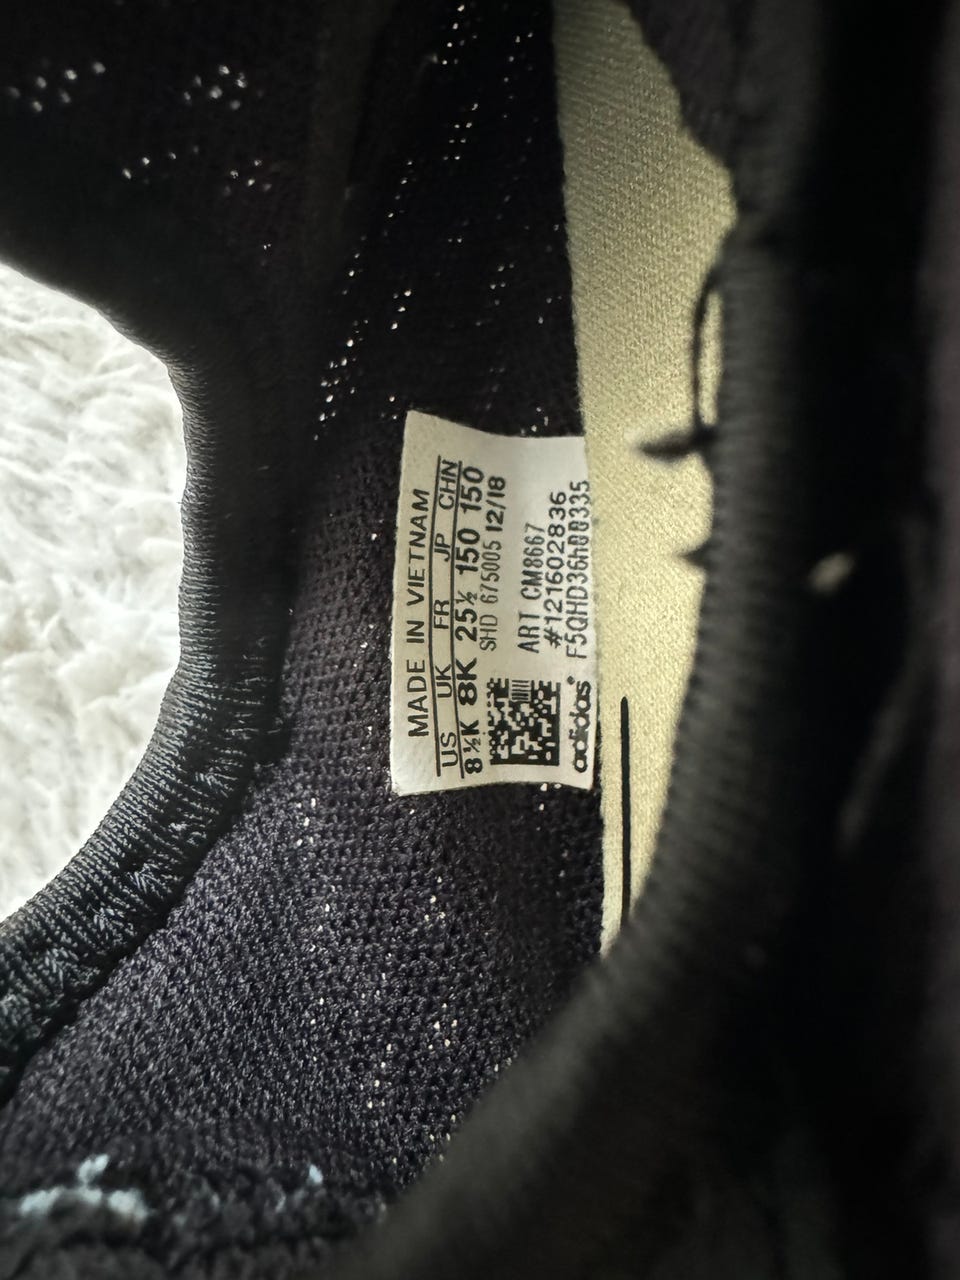 MADE IN VIETNAM
US UK FR JP CHN
8½K 8K 25½ 150 150
SHD 675005 12/18
ART CM8667
#121602836
F5QHD36h00335
adidas®